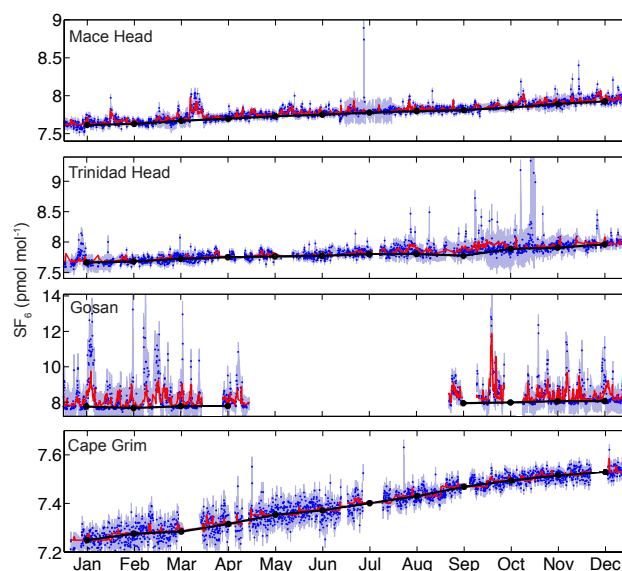 9
Mace Head
8.5
8
7.5
Trinidad Head
9
8.5
8
7.5
SF6 (pmol mol-1)
14
Gosan
12
10
8
Cape Grim
7.6
7.4
7.2
Jan Feb Mar Apr May Jun Jul Aug Sep Oct Nov Dec